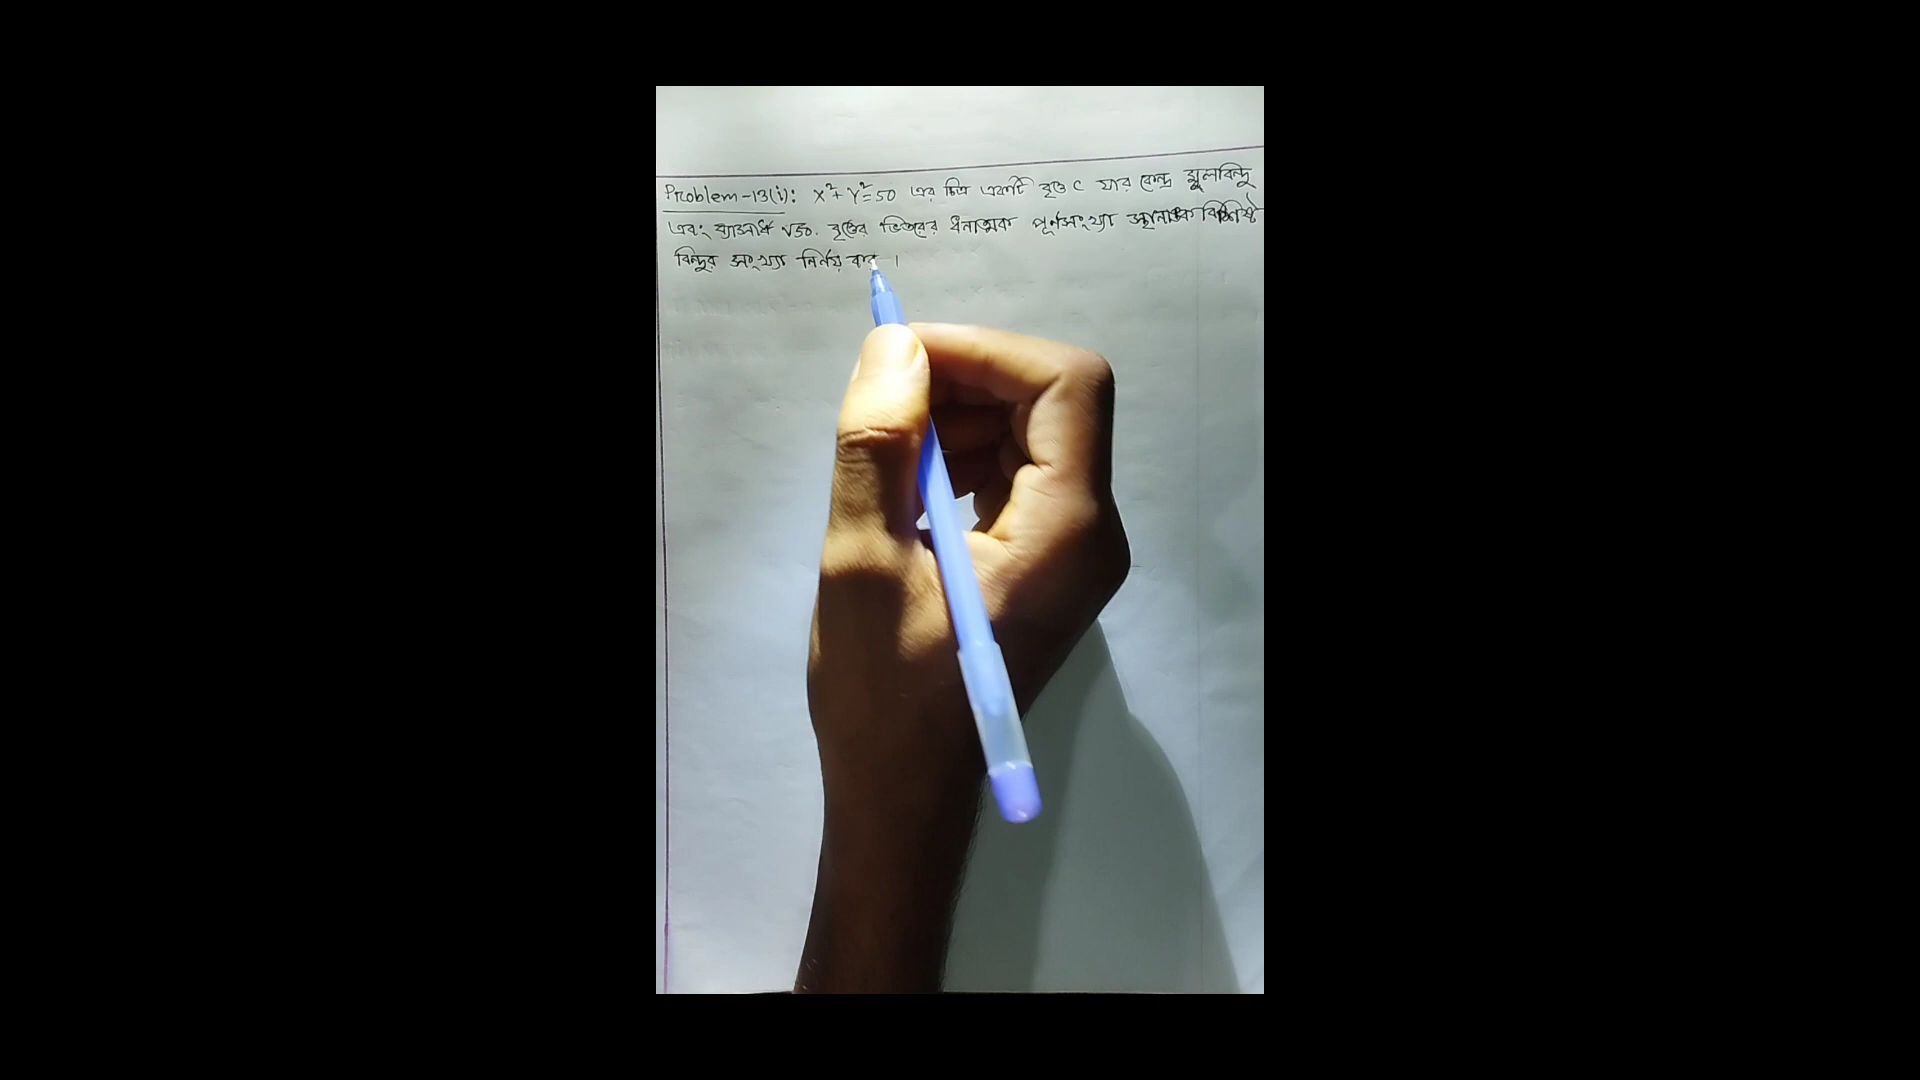 Problem-13(i): x²+y²=50 এর চিত্র একটি বৃত্ত C যার কেন্দ্র মূলবিন্দু
এবং ব্যাসার্ধ √50. বৃত্তের ভিতরের ধনাত্মক পূর্ণসংখ্যা স্থানাঙ্ক বিশিষ্ট
বিন্দুর সংখ্যা নির্ণয় কর।